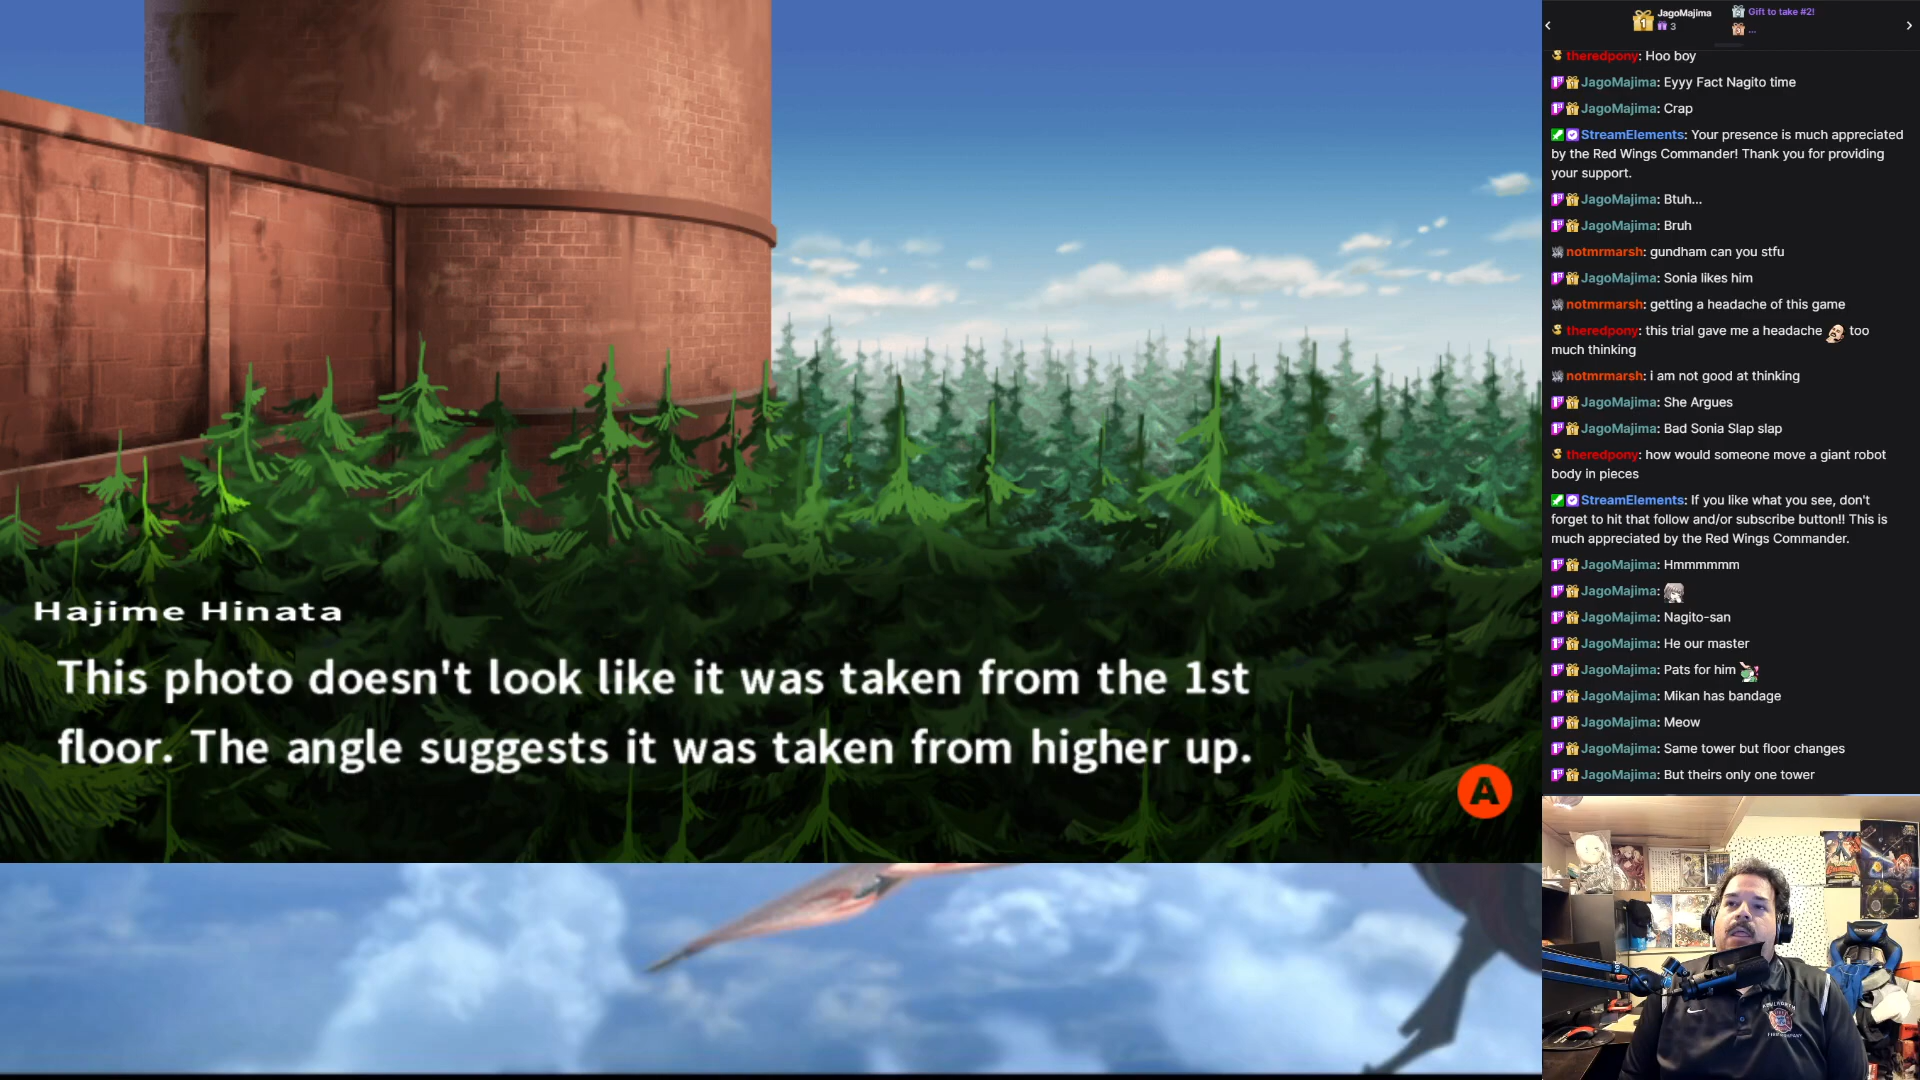 Hajime Hinata
This photo doesn't look like it was taken from the 1st
floor. The angle suggests it was taken from higher up.
A
JagoMajima
3
Gift to take #2!
...
theredpony: Hoo boy
JagoMajima: Eyyy Fact Nagito time
JagoMajima: Crap
StreamElements: Your presence is much appreciated
by the Red Wings Commander! Thank you for providing
your support.
JagoMajima: Btuh...
JagoMajima: Bruh
notmrmarsh: gundham can you stfu
JagoMajima: Sonia likes him
notmrmarsh: getting a headache of this game
theredpony: this trial gave me a headache too
much thinking
notmrmarsh: i am not good at thinking
JagoMajima: She Argues
JagoMajima: Bad Sonia Slap slap
theredpony: how would someone move a giant robot
body in pieces
StreamElements: If you like what you see, don't
forget to hit that follow and/or subscribe button!! This is
much appreciated by the Red Wings Commander.
JagoMajima: Hmmmmmm
JagoMajima:
JagoMajima: Nagito-san
JagoMajima: He our master
JagoMajima: Pats for him
JagoMajima: Mikan has bandage
JagoMajima: Meow
JagoMajima: Same tower but floor changes
JagoMajima: But theirs only one tower